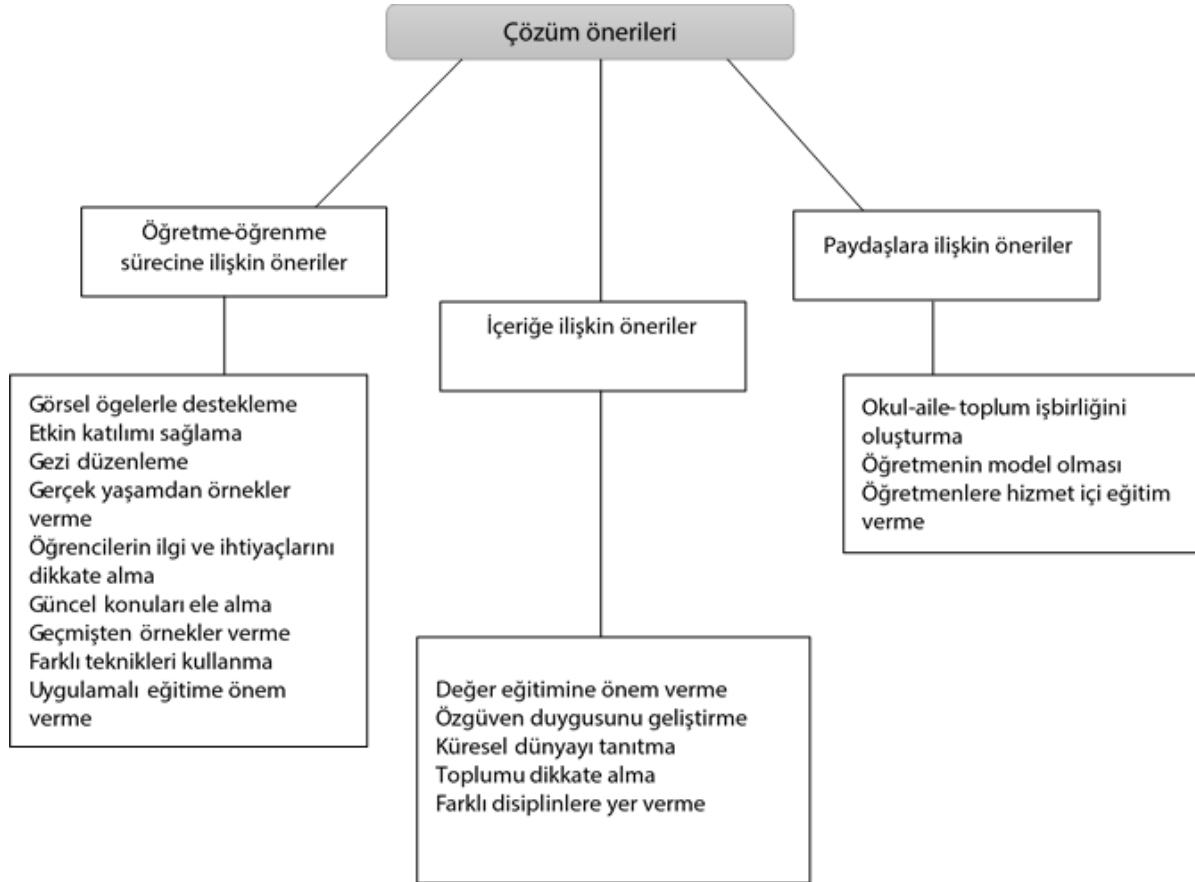 Çözüm önerileri
Öğretme-öğrenme
sürecine ilişkin öneriler
Görsel ögelerle destekleme
Etkin katılımı sağlama
Gezi düzenleme
Gerçek yaşamdan örnekler
verme
Öğrencilerin ilgi ve ihtiyaçlarını
dikkate alma
Güncel konuları ele alma
Geçmişten örnekler verme
Farklı teknikleri kullanma
Uygulamalı eğitime önem
verme
İçeriğe ilişkin öneriler
Değer eğitimine önem verme
Özgüven duygusunu geliştirme
Küresel dünyayı tanıtma
Toplumu dikkate alma
Farklı disiplinlere yer verme
Paydaşlara ilişkin öneriler
Okul-aile- toplum işbirliğini
oluşturma
Öğretmenin model olması
Öğretmenlere hizmet içi eğitim
verme